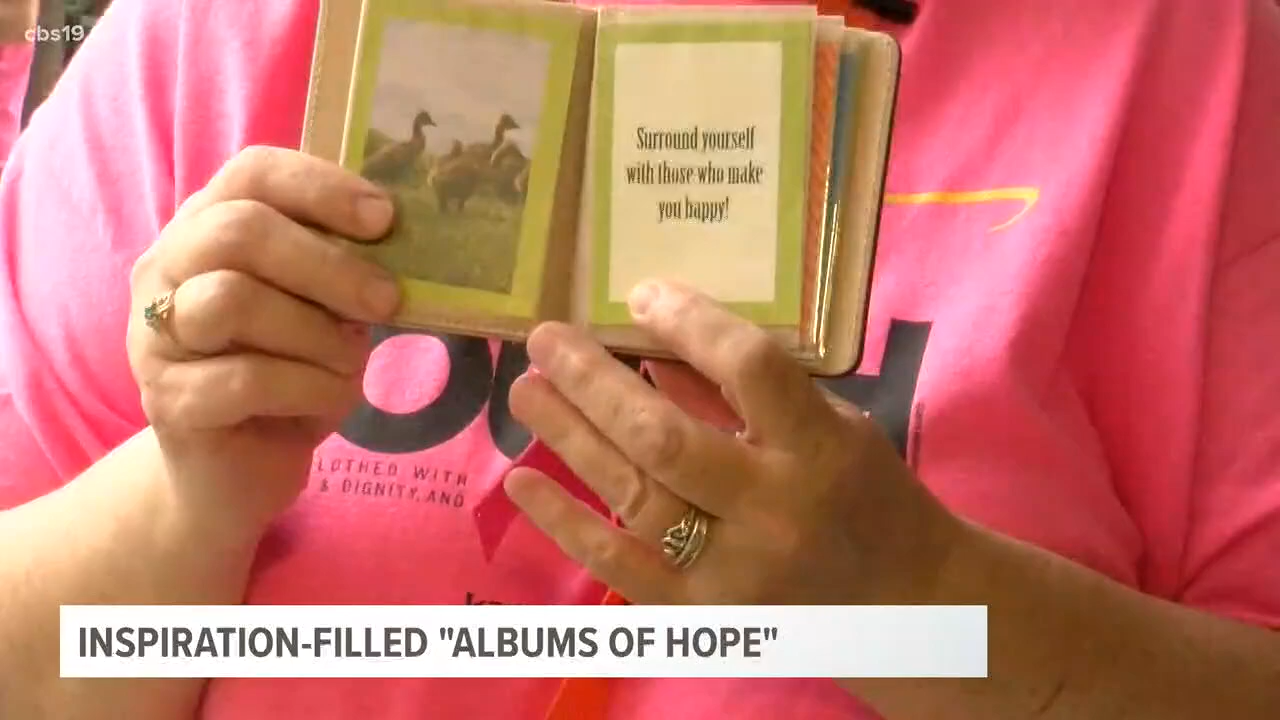 cbs19
Surround yourself
with those who make
you happy!
LOTHED WITH
& DIGNITY, AND
INSPIRATION-FILLED "ALBUMS OF HOPE"